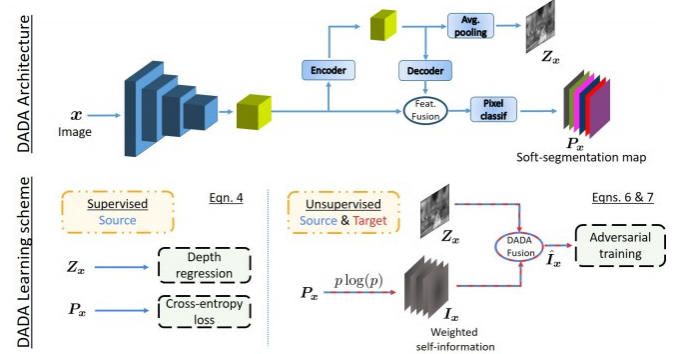 DADA Architecture
x
Image
Encoder
Avg.
pooling
Decoder
Z_x
Feat.
Fusion
Pixel
classif
P_x
Soft-segmentation map
DADA Learning scheme
Supervised
Source
Eqn. 4
Z_x
Depth
regression
P_x
Cross-entropy
loss
Unsupervised
Source & Target
Eqns. 6 & 7
Z_x
DADA
Fusion
Î_x
Adversarial
training
P_x
p log(p)
I_x
Weighted
self-information